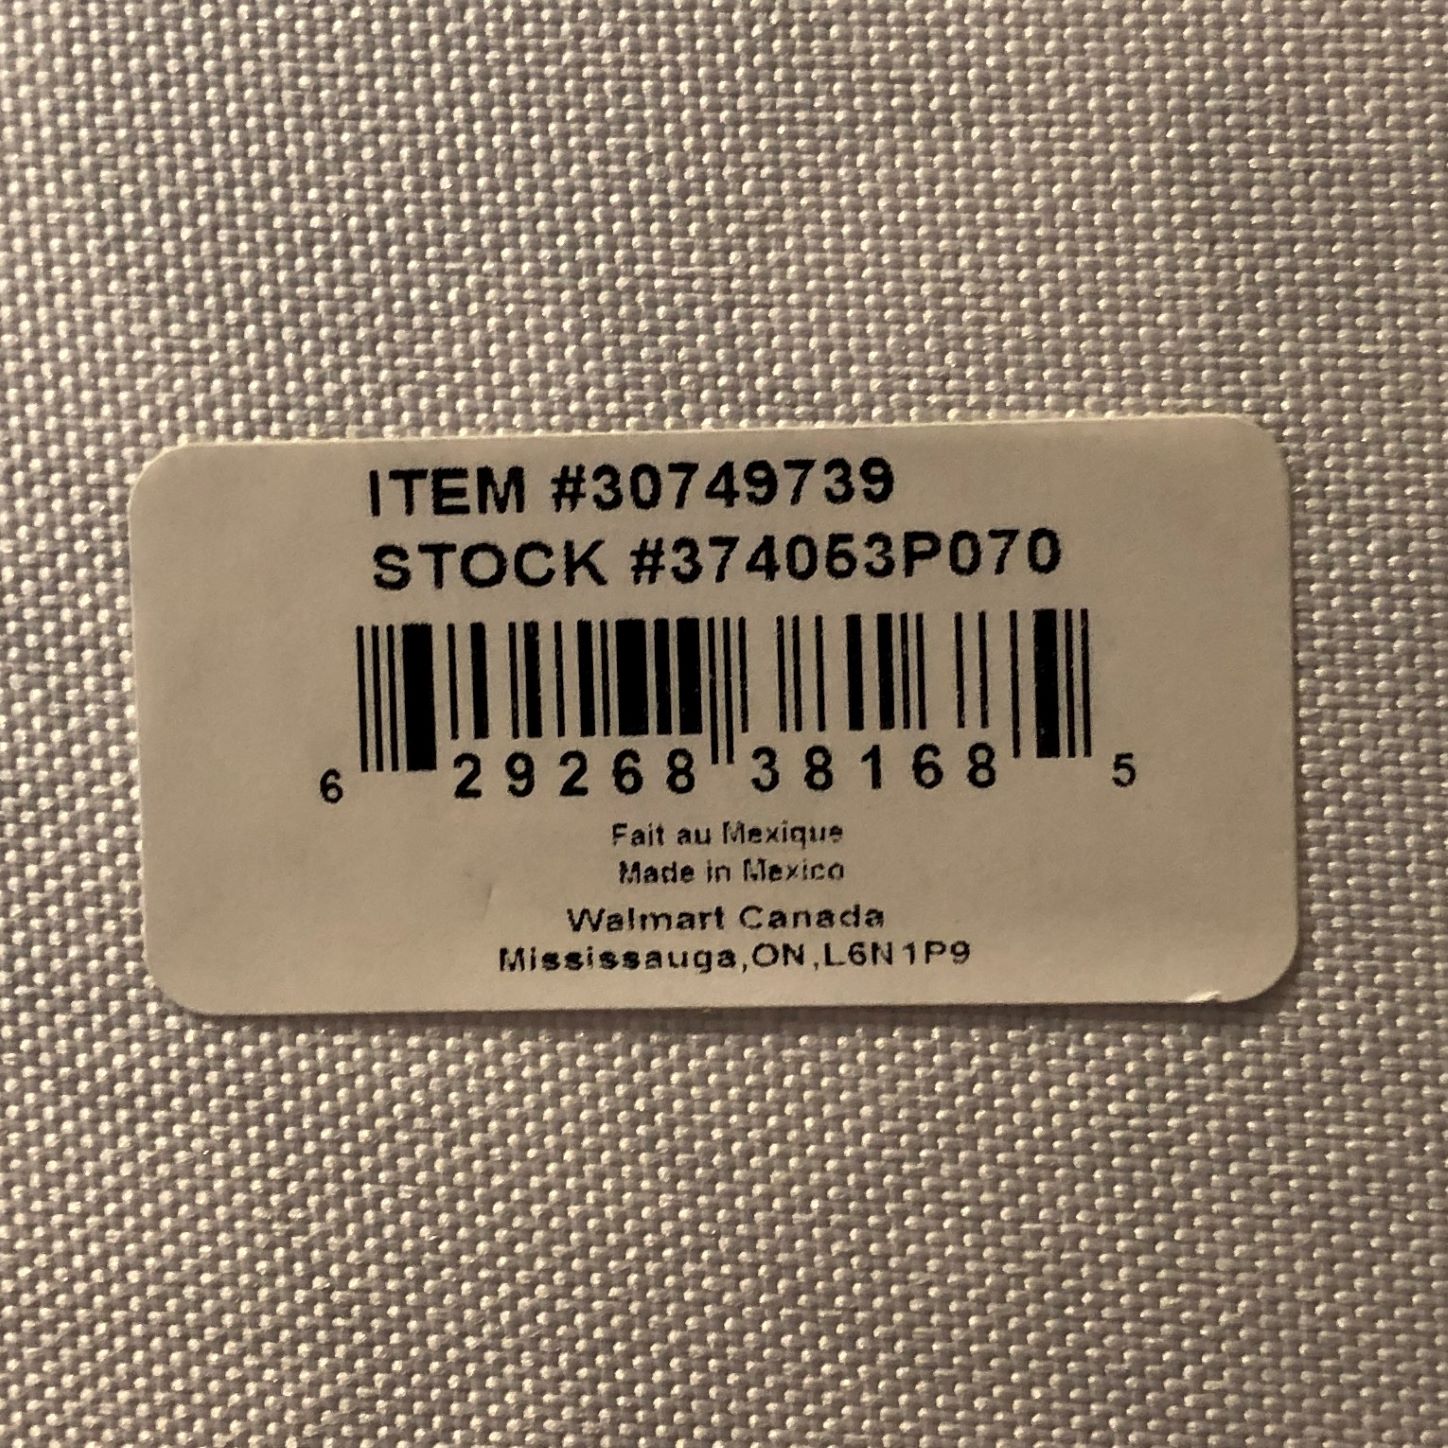 ITEM #30749739
STOCK #374053P070
6 29268 38168 5
Fait au Mexique
Made in Mexico
Walmart Canada
Mississauga,ON,L6N1P9